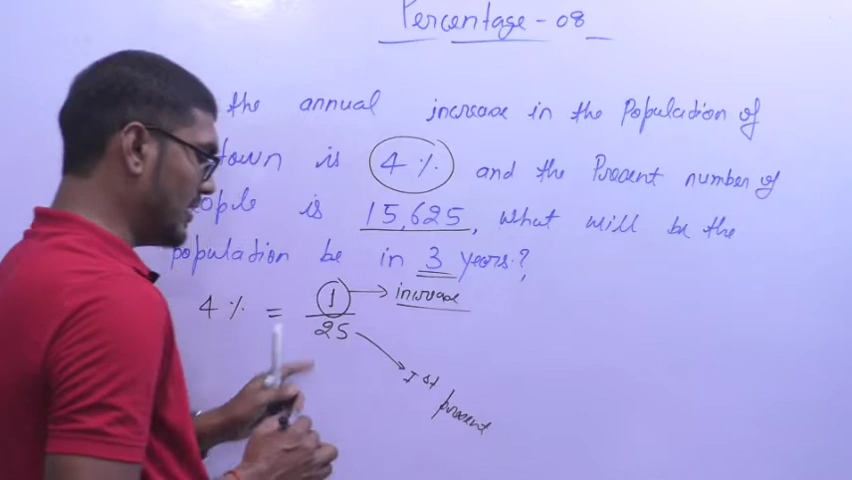 Percentage - 08
the annual increase in the Population of
town is 4 % and the Present number of
ople is 15,625, what will be the
population be in 3 years?
4 % = 1/25 → increase
Ist present